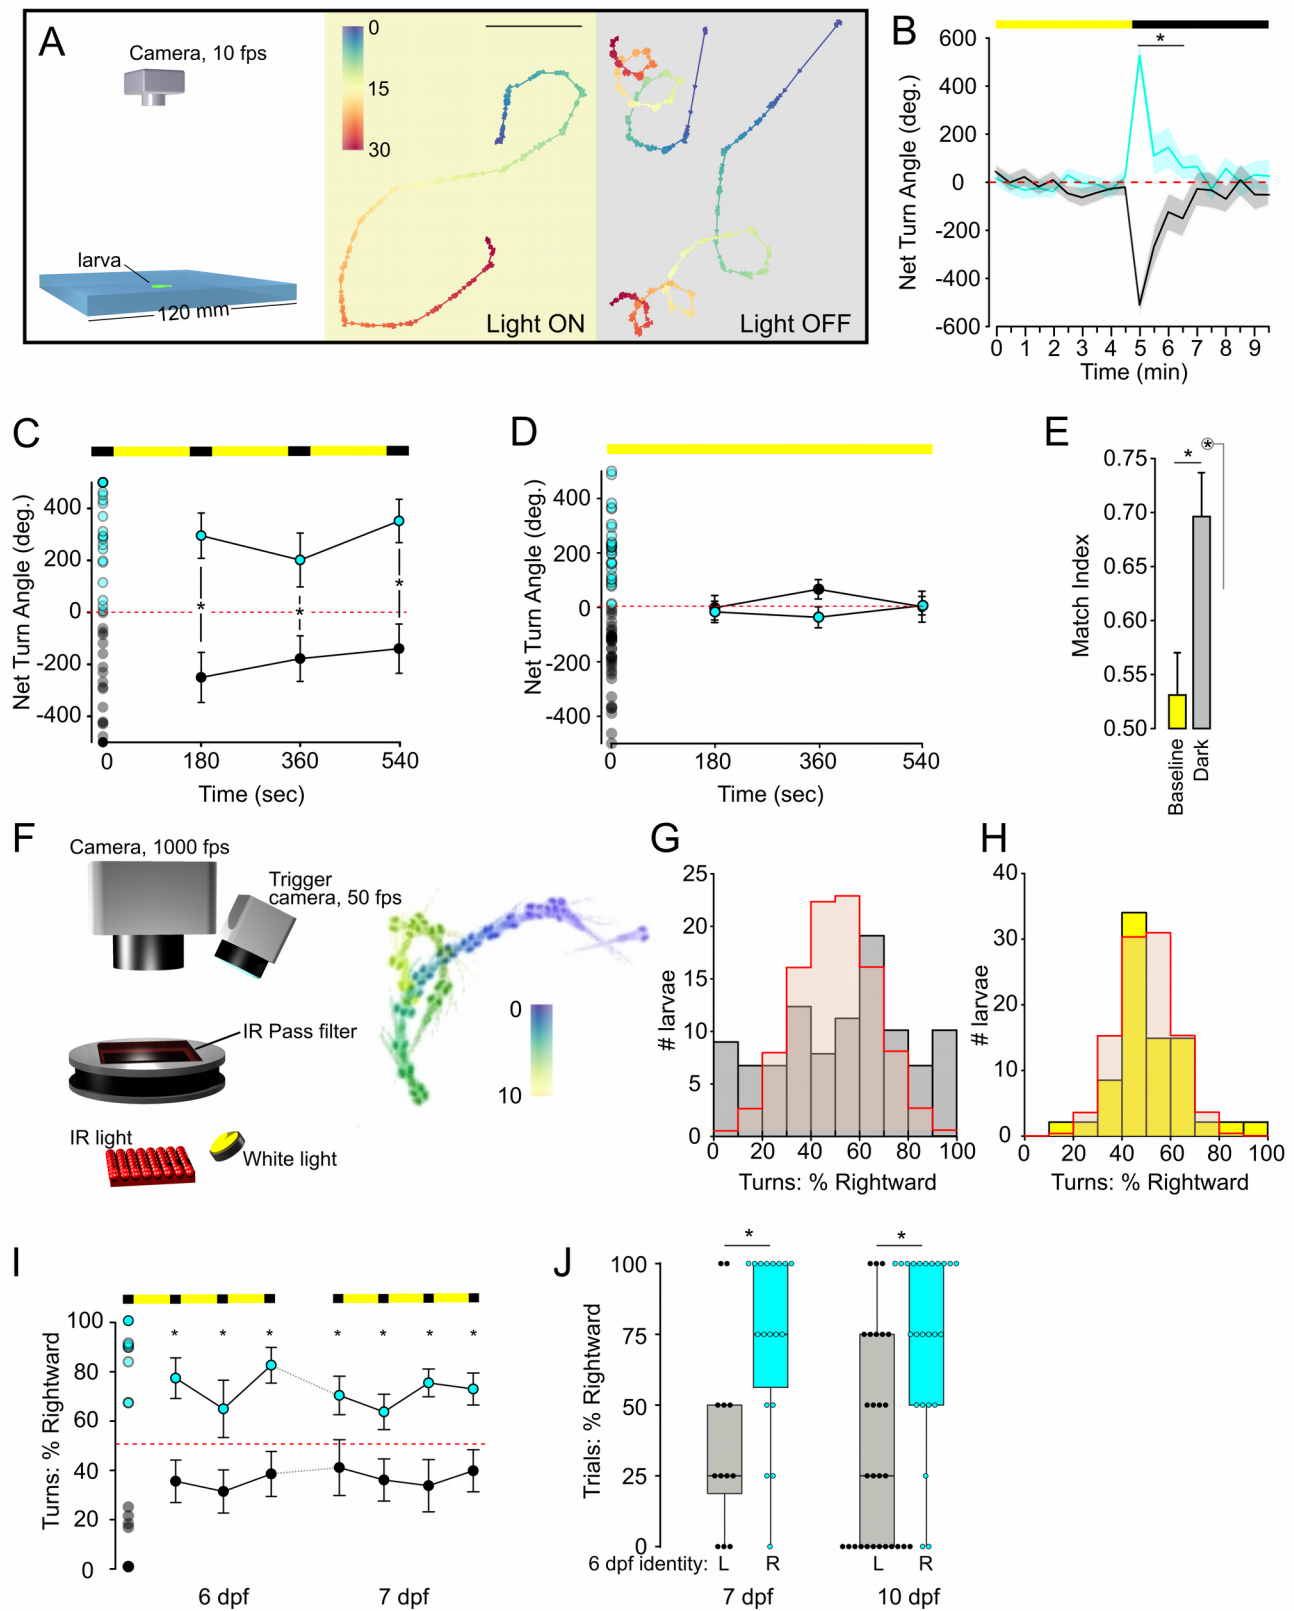 A
Camera, 10 fps
larva
120 mm
0
15
30
Light ON
Light OFF
B
*
600
400
200
0
-200
-400
-600
Net Turn Angle (deg.)
0 1 2 3 4 5 6 7 8 9
Time (min)
C
400
200
0
-200
-400
Net Turn Angle (deg.)
* * *
0 180 360 540
Time (sec)
D
400
200
0
-200
-400
Net Turn Angle (deg.)
0 180 360 540
Time (sec)
E
* *
0.75
0.70
0.65
0.60
0.55
0.50
Match Index
Baseline
Dark
F
Camera, 1000 fps
Trigger
camera, 50 fps
IR Pass filter
IR light
White light
0
10
G
25
20
15
10
5
0
# larvae
0 20 40 60 80 100
Turns: % Rightward
H
40
30
20
10
0
# larvae
0 20 40 60 80 100
Turns: % Rightward
I
100
80
60
40
20
0
Turns: % Rightward
* * * * * * *
6 dpf 7 dpf
J
* *
100
75
50
25
0
Trials: % Rightward
6 dpf identity: L R L R
7 dpf 10 dpf